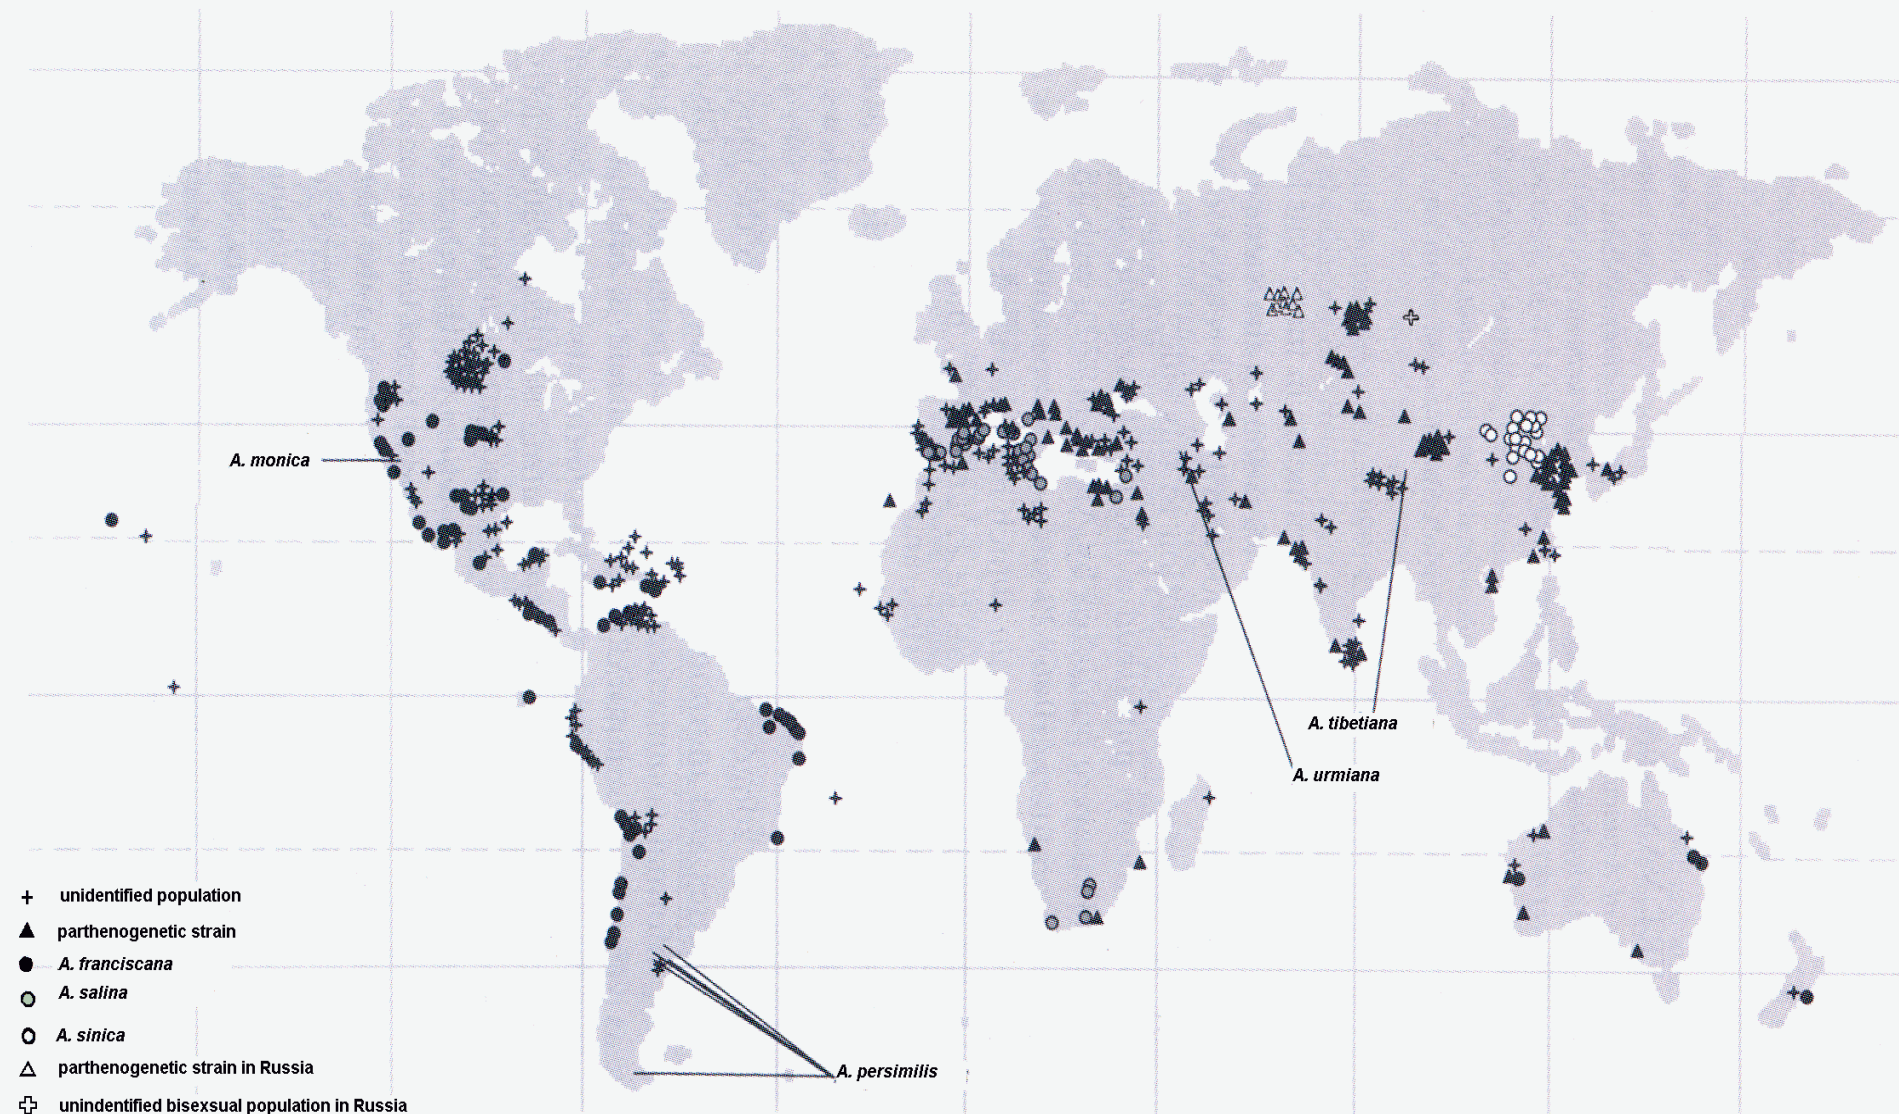 A. monica
A. tibetiana
A. urmiana
unidentified population
parthenogenetic strain
A. franciscana
A. salina
A. sinica
parthenogenetic strain in Russia
A. persimilis
unindentified bisexsual population in Russia